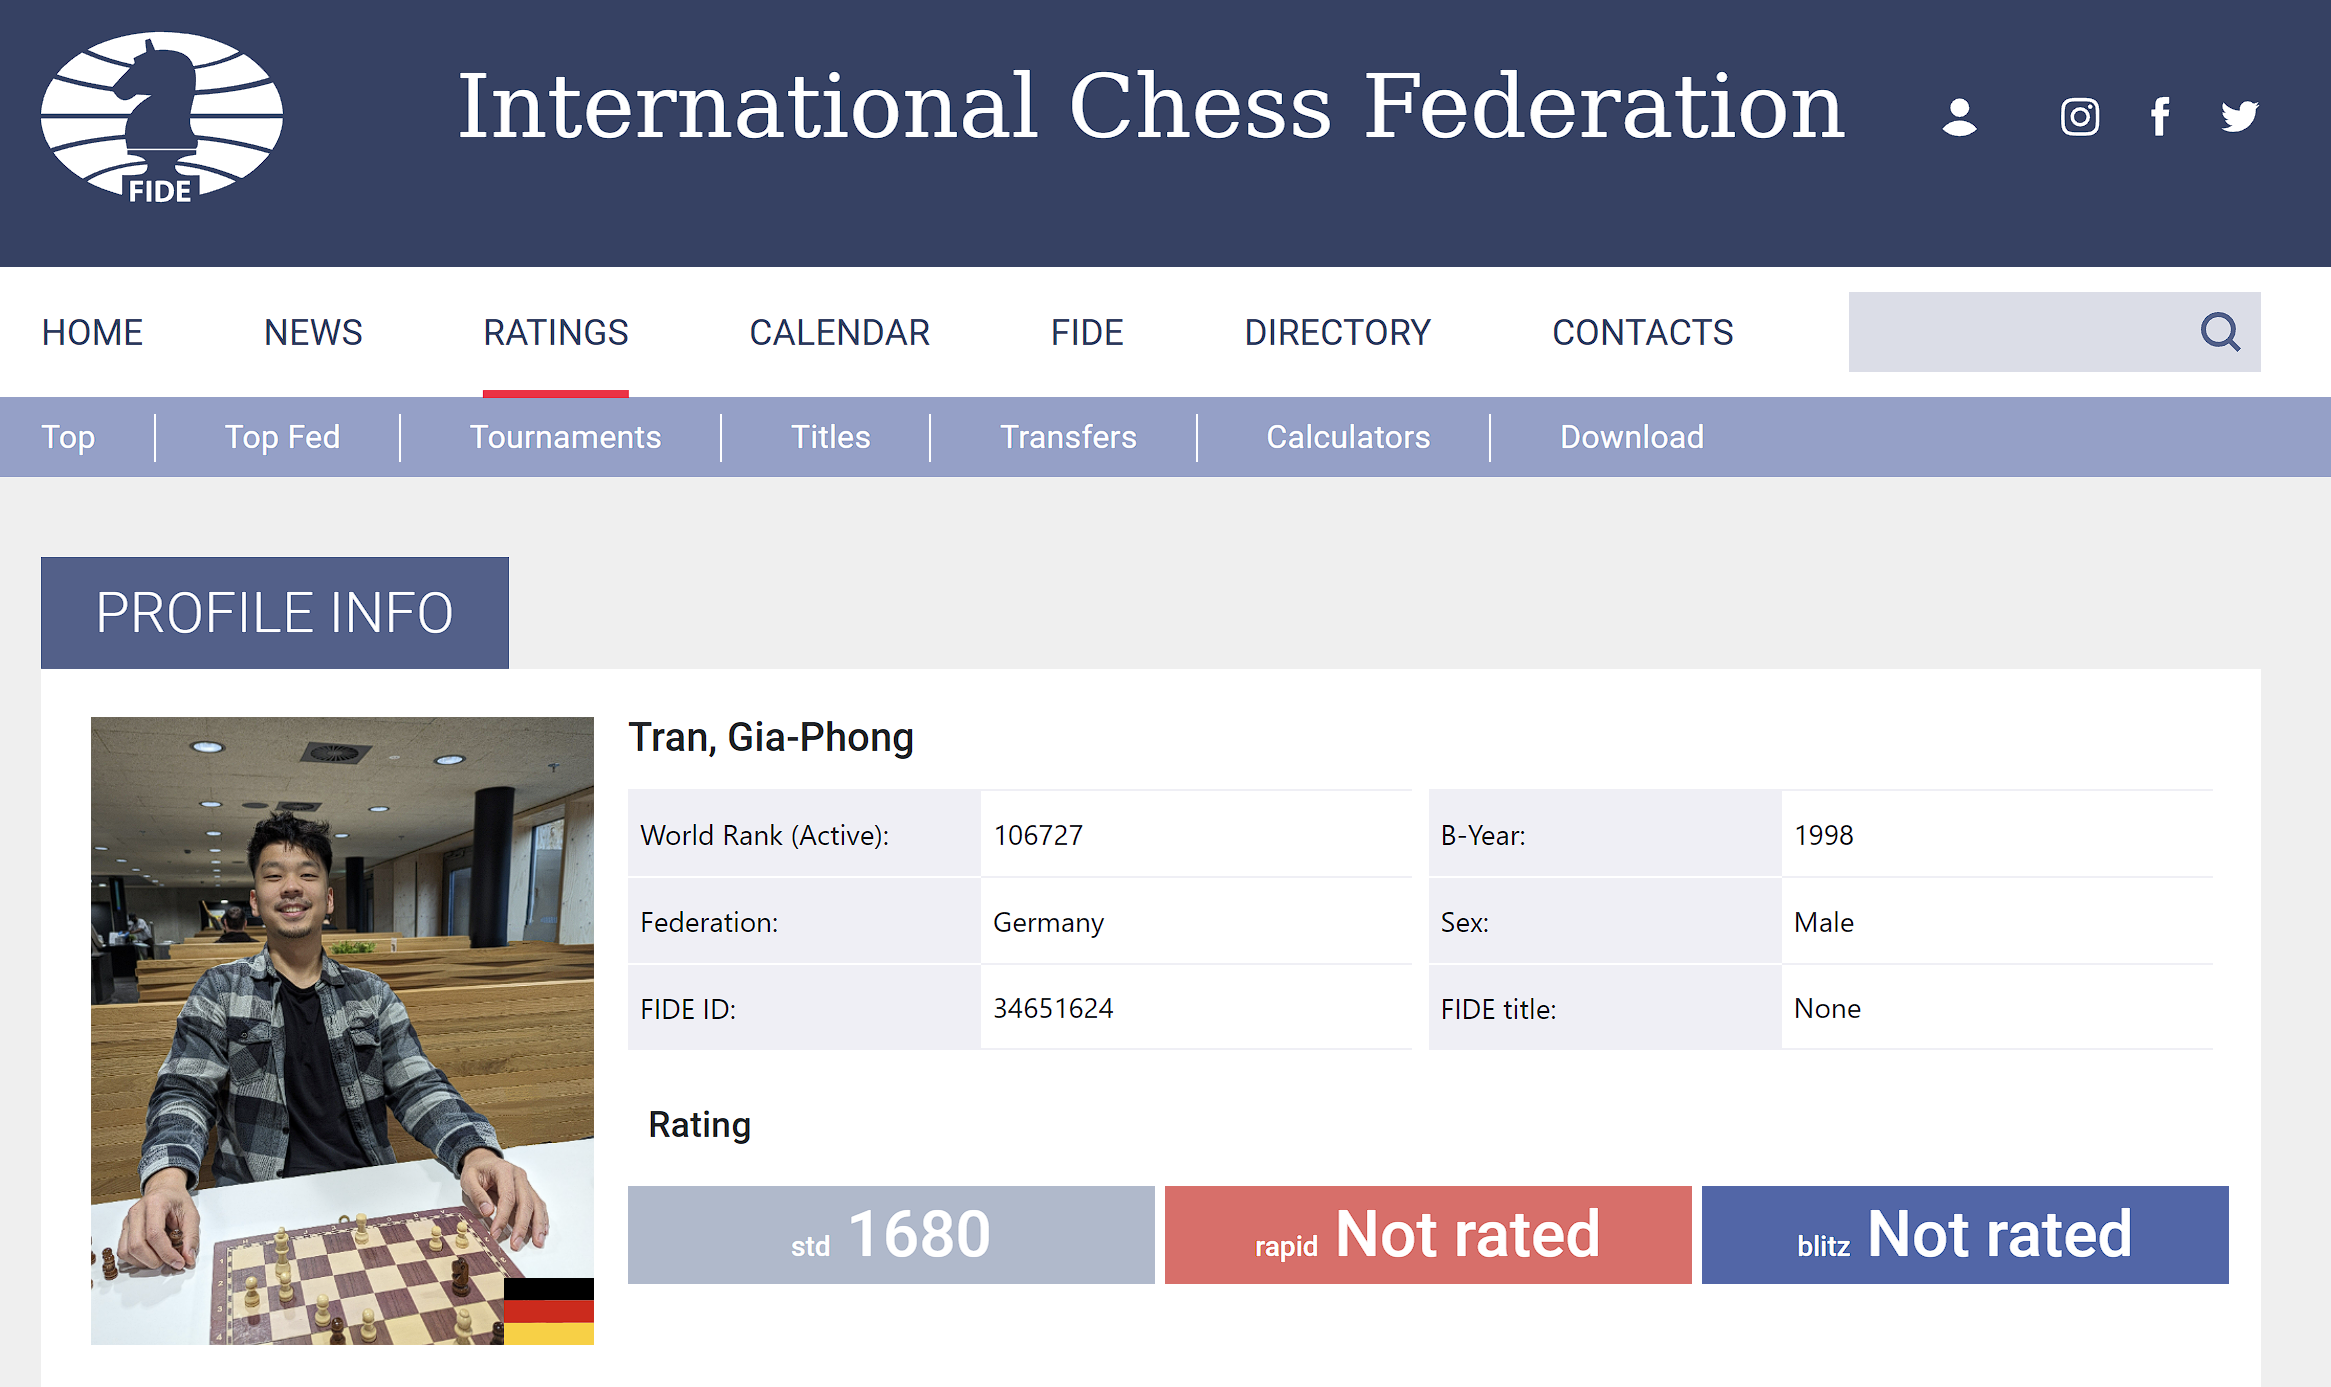 FIDE
International Chess Federation
HOME NEWS RATINGS CALENDAR FIDE DIRECTORY CONTACTS
Top Top Fed Tournaments Titles Transfers Calculators Download
PROFILE INFO
Tran, Gia-Phong
World Rank (Active): 106727 B-Year: 1998
Federation: Germany Sex: Male
FIDE ID: 34651624 FIDE title: None
Rating
std 1680 rapid Not rated blitz Not rated